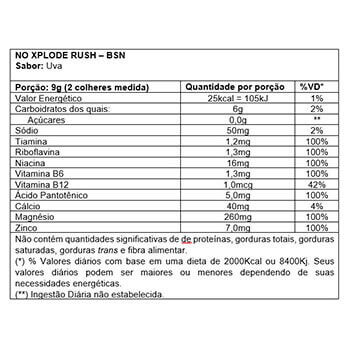 NO XPLODE RUSH – BSN
Sabor: Uva
Porção: 9g (2 colheres medida) Quantidade por porção %VD*
Valor Energético 25kcal = 105kJ 1%
Carboidratos dos quais: 6g 2%
Açúcares 0,0g **
Sódio 50mg 2%
Tiamina 1,2mg 100%
Riboflavina 1,3mg 100%
Niacina 16mg 100%
Vitamina B6 1,3mg 100%
Vitamina B12 1,0mcg 42%
Ácido Pantotênico 5,0mg 100%
Cálcio 40mg 4%
Magnésio 260mg 100%
Zinco 7,0mg 100%
Não contém quantidades significativas de de proteínas, gorduras totais, gorduras
saturadas, gorduras trans e fibra alimentar.
(*) % Valores diários com base em uma dieta de 2000Kcal ou 8400Kj. Seus
valores diários podem ser maiores ou menores dependendo de suas
necessidades energéticas.
(**) Ingestão Diária não estabelecida.